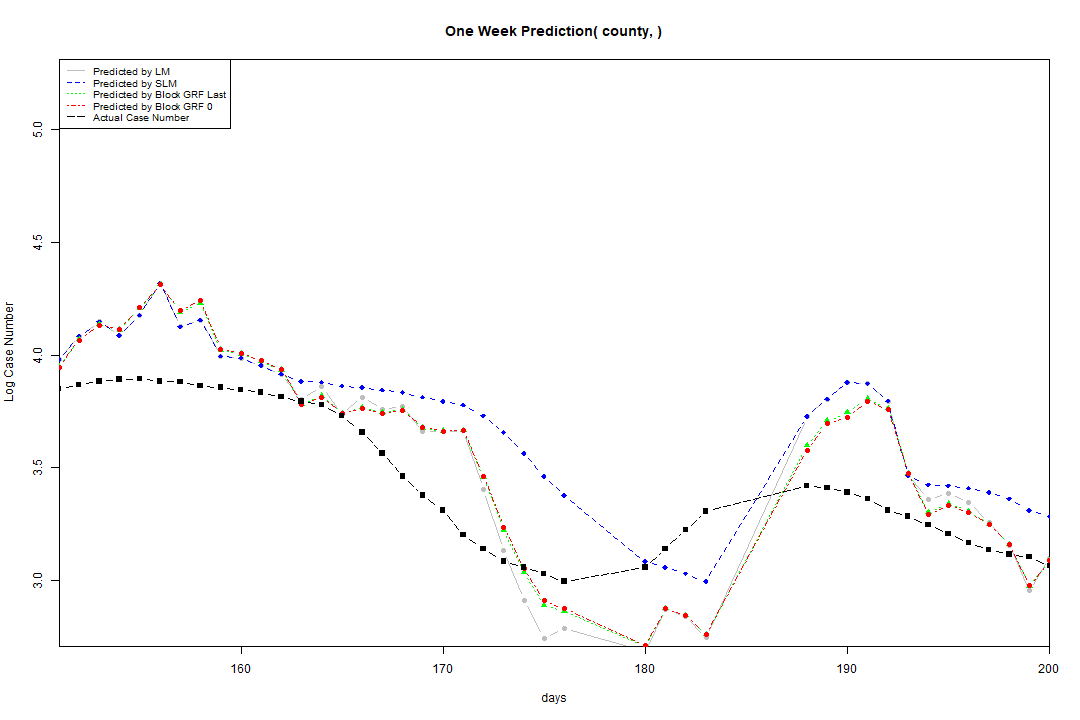 One Week Prediction( county, )
Predicted by LM
Predicted by SLM
Predicted by Block GRF Last
Predicted by Block GRF 0
Actual Case Number
Log Case Number
5.0
4.5
4.0
3.5
3.0
160 170 180 190 200
days